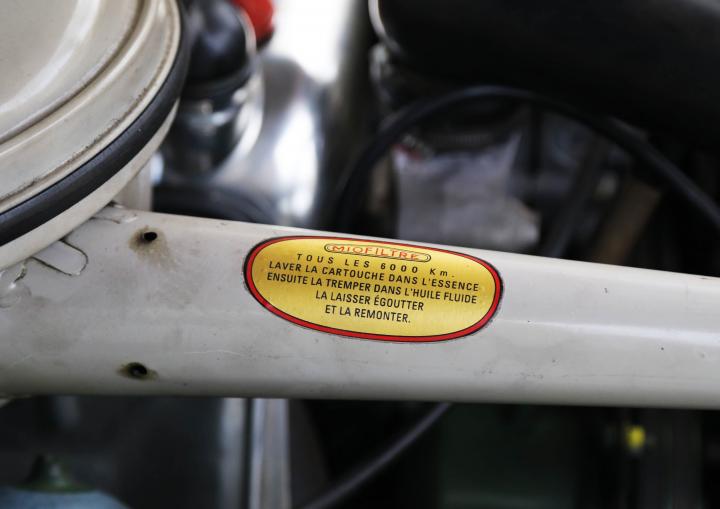 MIOFILTRE
TOUS LES 6000 Km.
LAVER LA CARTOUCHE DANS L'ESSENCE
ENSUITE LA TREMPER DANS L'HUILE FLUIDE
LA LAISSER ÉGOUTTER
ET LA REMONTER.